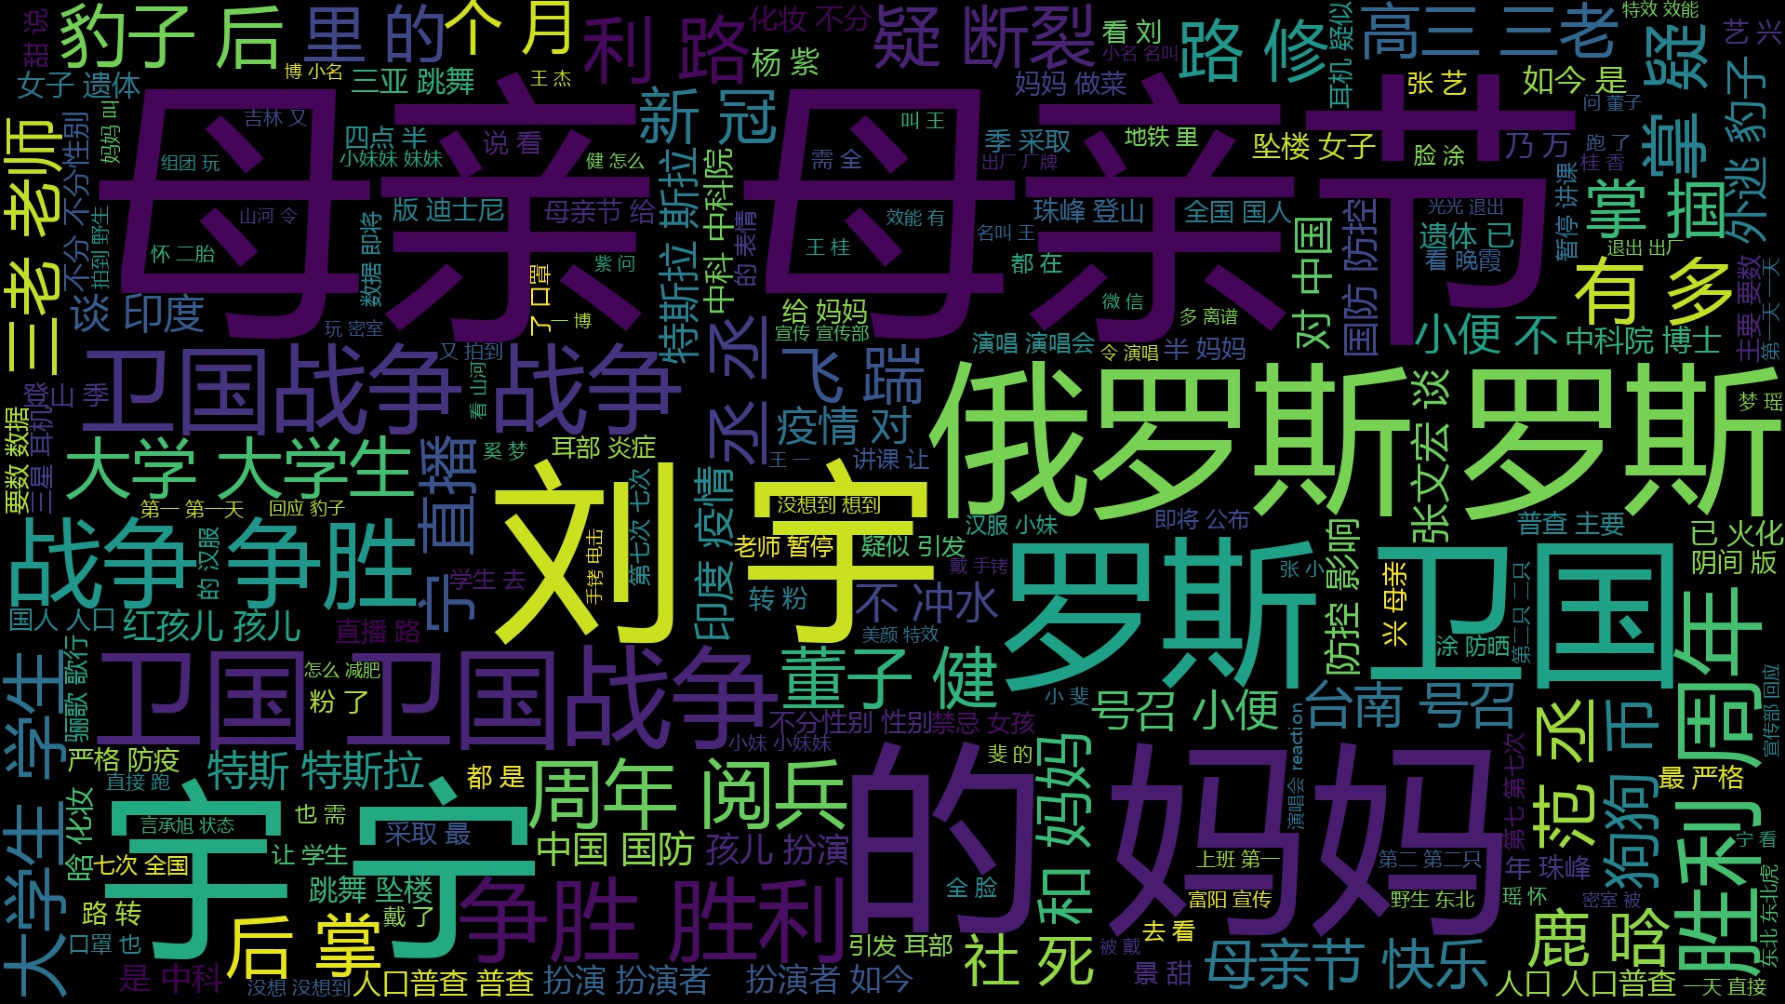 甜 说
豹子 后
里 的
个 月
利 路
化妆 不分
杨 紫
看 刘
小名 名叫
疑 断裂
路 修
耳机 疑似
高三 三老
特效 效能
掌 疑
艺 兴
女子 遗体
博 小名
三亚 跳舞
王 杰
新 冠
妈妈 做菜
张 艺
如今 是
外逃 豹子
三老 老师
不分 不分性别
妈妈 叫
吉林 又
四点 半
小妹妹 妹妹
说 看
健 怎么
叫 王
季 采取
出厂 厂牌
地铁 里
坠楼 女子
脸 涂
乃 万
问 董子
跑 了
桂 香
母亲 母亲节
组团 玩
需 全
掌 掴
暂停 讲课
拍到 野生
山河 令
版 迪士尼
母亲节 给
特斯拉 斯拉
中科 中科院
的 表情
效能 有
珠峰 登山
全国 国人
对 中国
国防 防控
光光 退出
遗体 已
看 晚霞
退出 出厂
怀 二胎
数据 即将
紫 问
王 桂
名叫 王
都 在
有 多
主要 要数
第一天 一天
谈 印度
玩 密室
了 口罩
一 博
给 妈妈
宣传 宣传部
微 信
多 离谱
小便 不
中科院 博士
卫国战争 战争
又 拍到
看 山河
丞 丞
飞 踹
演唱 演唱会
令 演唱
半 妈妈
登山 季
俄罗斯 罗斯
张文宏 谈
梦 瑶
要数 数据
三星 耳机
大学 大学生
宁 直播
奚 梦
耳部 炎症
疫情 对
王 一
讲课 让
第一 第一天
回应 豹子
刘 宇
没想到 想到
第七次 七次
印度 疫情
汉服 小妹
即将 公布
普查 主要
已 火化
阴间 版
战争 争胜
的 汉服
手铐 电击
老师 暂停
疑似 引发
戴 手铐
罗斯 卫国
张 小
防控 影响
兴 母亲
涂 防晒
第二只 二只
周年
胜利 周年
学生 去
转 粉
不 冲水
国人 人口
红孩儿 孩儿
直播 路
美颜 特效
大学生 学生
骊歌 歌行
卫国 卫国战争
怎么 减肥
粉 了
董子 健
小 斐
号召 小便
台南 号召
不分性别 性别
禁忌 女孩
小妹 小妹妹
宣传部 回应
严格 防疫
直接 跑
特斯 特斯拉
都 是
周年 阅兵
斐 的
的 妈妈
和 妈妈
演唱会 reaction
第七 第七次
范 丞
狗狗 币
最 严格
晗 化妆
宇 宁
言承旭 状态
也 需
采取 最
中国 国防
孩儿 扮演
七次 全国
让 学生
跳舞 坠楼
上班 第一
第二 第二只
年 珠峰
宁 看
路 转
戴 了
争胜 胜利
全 脸
富阳 宣传
野生 东北
瑶 怀
密室 被
东北 东北虎
口罩 也
后 掌
引发 耳部
去 看
鹿 晗
是 中科
没想 没想到
人口普查 普查
扮演 扮演者
扮演者 如今
社 死
被 戴
景 甜
母亲节 快乐
人口 人口普查
一天 直接